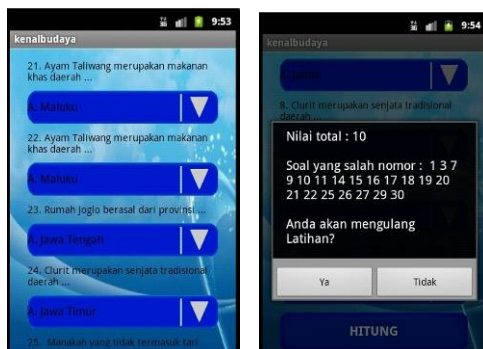 9:53
kenalbudaya
21. Ayam Taliwang merupakan makanan
khas daerah ...
A. Maluku
22. Ayam Taliwang merupakan makanan
khas daerah ...
A. Maluku
23. Rumah Joglo berasal dari provinsi ...
A. Jawa Tengah
24. Clurit merupakan senjata tradisional
daerah ...
A. Jawa Timur
25. Manakah yang tidak termasuk tari
9:54
kenalbudaya
8. Clurit merupakan senjata tradisional
daerah ...
Nilai total : 10
Soal yang salah nomor : 1 3 7
9 10 11 14 15 16 17 18 19 20
21 22 25 26 27 29 30
Anda akan mengulang
Latihan?
Ya
Tidak
HITUNG